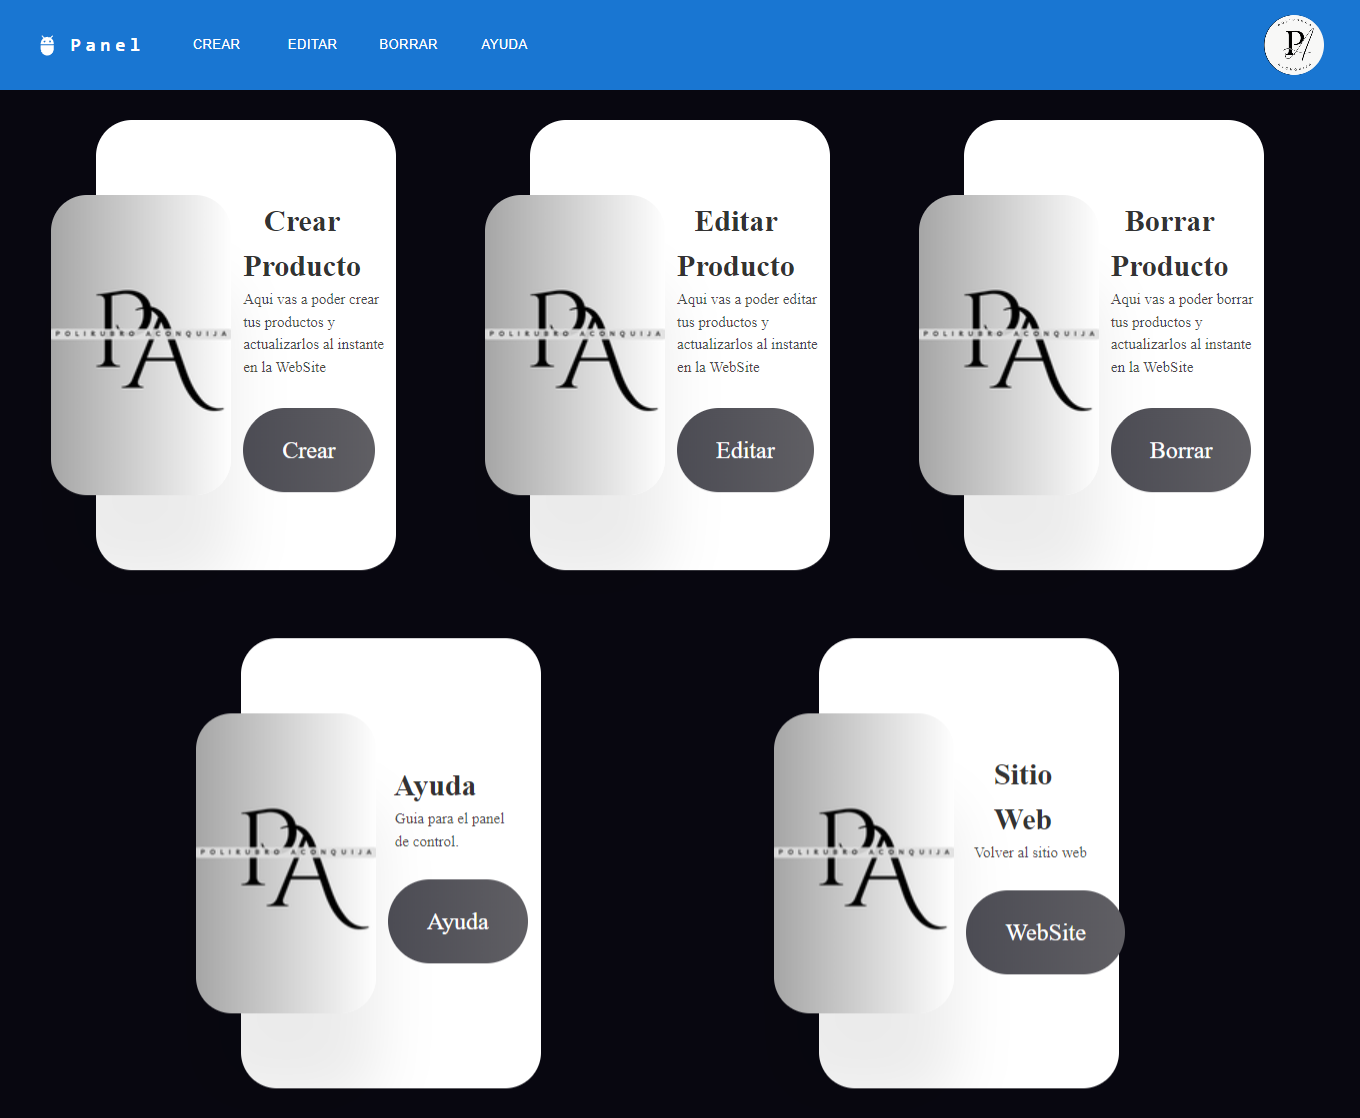 Panel
CREAR
EDITAR
BORRAR
AYUDA
PA
POLIRUBRO ACONQUIJA
Crear
Producto
Aqui vas a poder crear
tus productos y
actualizarlos al instante
en la WebSite
Crear
PA
POLIRUBRO ACONQUIJA
Editar
Producto
Aqui vas a poder editar
tus productos y
actualizarlos al instante
en la WebSite
Editar
PA
POLIRUBRO ACONQUIJA
Borrar
Producto
Aqui vas a poder borrar
tus productos y
actualizarlos al instante
en la WebSite
Borrar
PA
POLIRUBRO ACONQUIJA
Ayuda
Guia para el panel
de control.
Ayuda
PA
POLIRUBRO ACONQUIJA
Sitio
Web
Volver al sitio web
WebSite